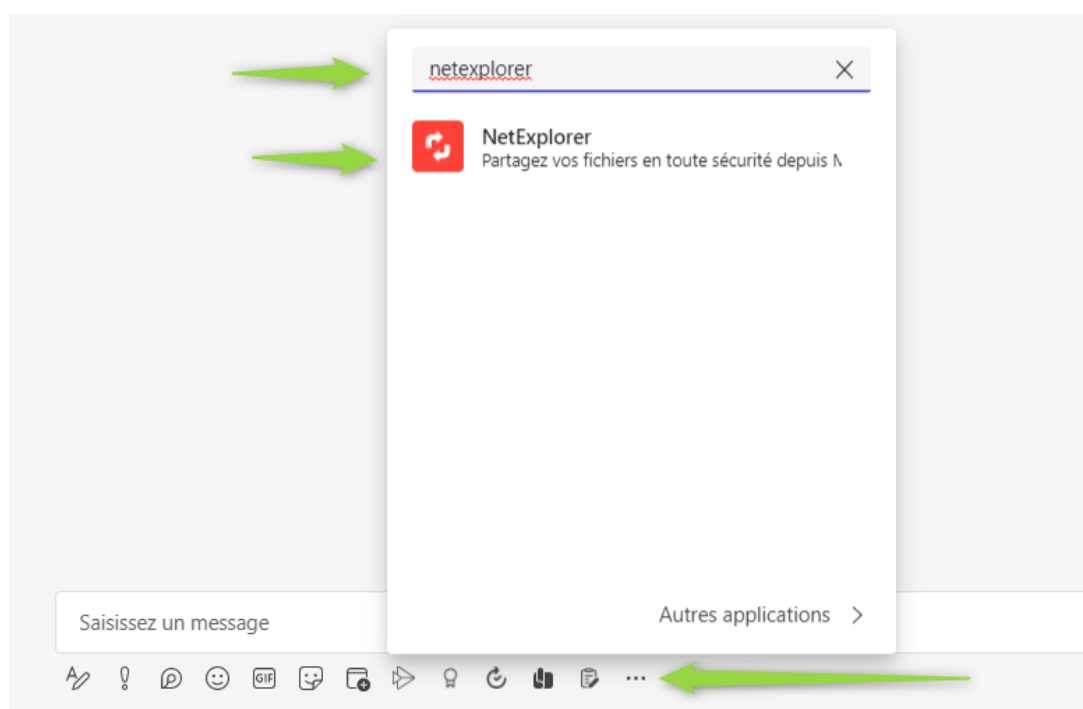 netexplorer
NetExplorer
Partagez vos fichiers en toute sécurité depuis
Autres applications
Saisissez un message
GIF